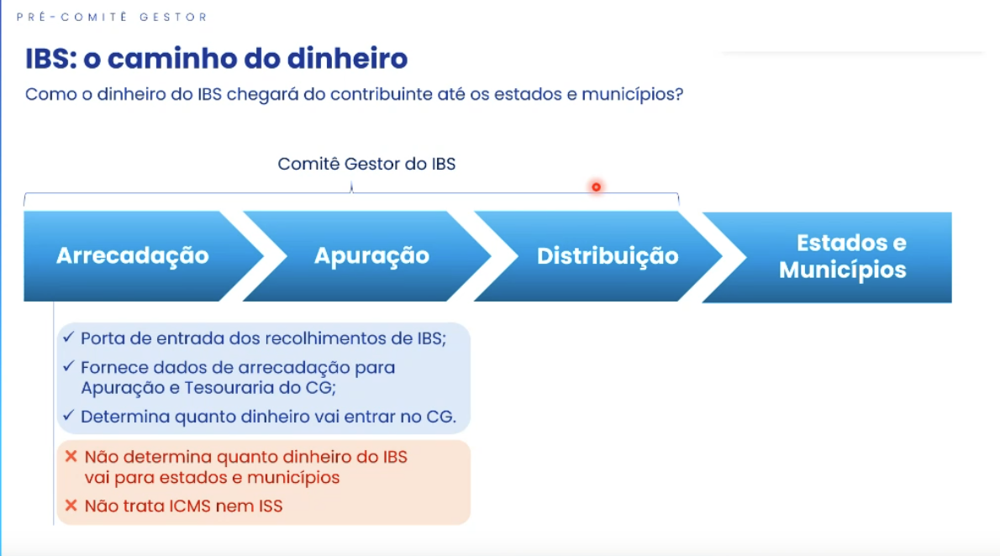 PRÉ-COMITÊ GESTOR
IBS: o caminho do dinheiro
Como o dinheiro do IBS chegará do contribuinte até os estados e municípios?
Comitê Gestor do IBS
Arrecadação
Apuração
Distribuição
Estados e
Municípios
✓ Porta de entrada dos recolhimentos de IBS;
✓ Fornece dados de arrecadação para
Apuração e Tesouraria do CG;
✓ Determina quanto dinheiro vai entrar no CG.
✕ Não determina quanto dinheiro do IBS
vai para estados e municípios
✕ Não trata ICMS nem ISS